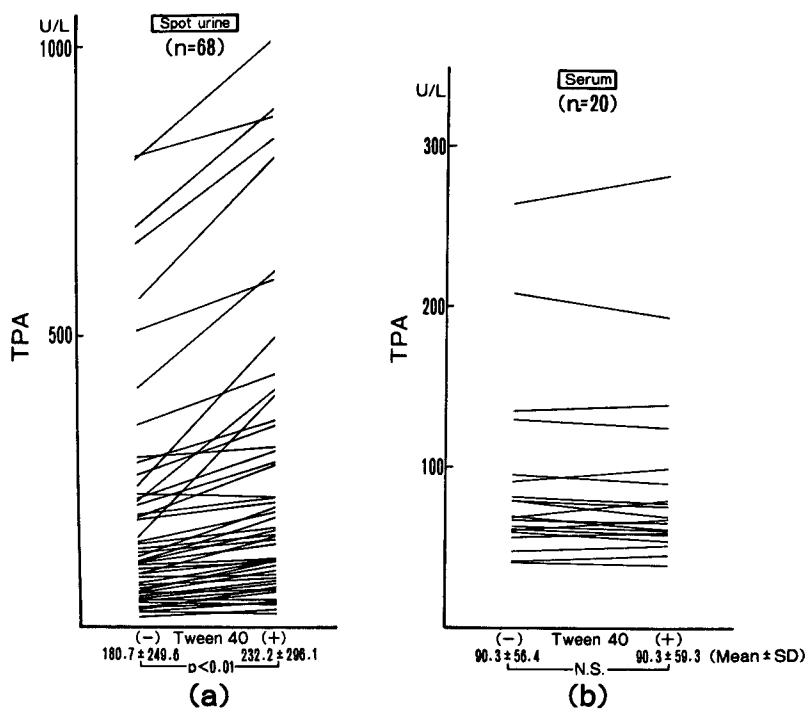 U/L
Spot urine
(n=68)
1000
500
TPA
(-) Tween 40 (+)
180.7±249.6 232.2±296.1
p<0.01
(a)
U/L
Serum
(n=20)
300
200
100
TPA
(-) Tween 40 (+)
90.3±56.4 90.3±59.3 (Mean±SD)
N.S.
(b)